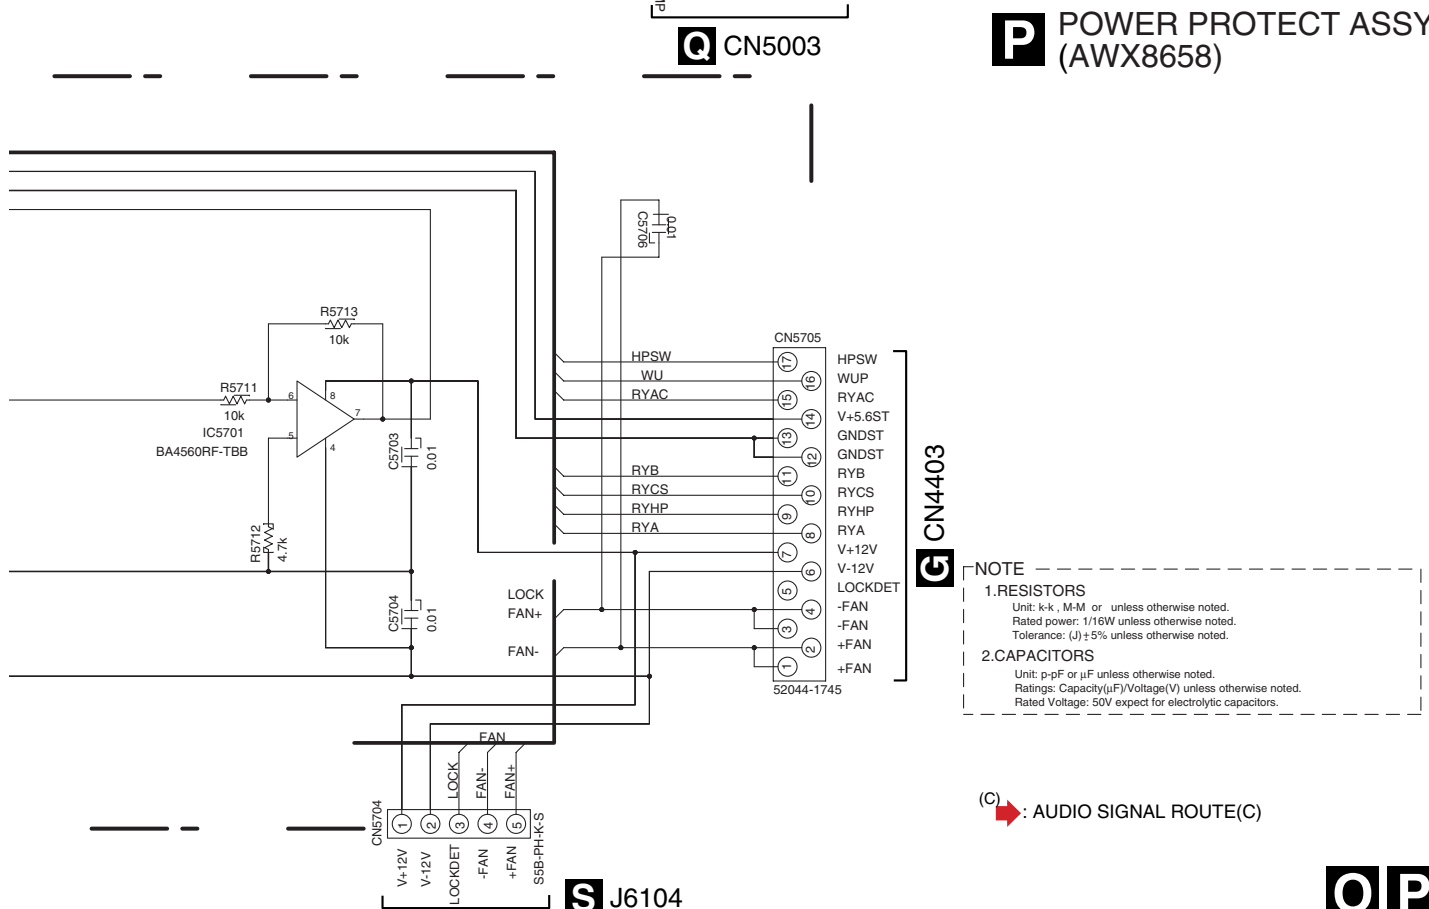 Q CN5003
P POWER PROTECT ASSY
(AWX8658)
C5706
0.01
R5713
10k
R5711
10k
IC5701
BA4560RF-TBB
6
8
7
5
4
C5703
0.01
R5712
4.7k
C5704
0.01
CN5705
HPSW 17 HPSW
WU 16 WUP
RYAC 15 RYAC
14 V+5.6ST
13 GNDST
12 GNDST
RYB 11 RYB
RYCS 10 RYCS
RYHP 9 RYHP
RYA 8 RYA
7 V+12V
6 V-12V
LOCK 5 LOCKDET
FAN+ 4 -FAN
3 -FAN
FAN- 2 +FAN
1 +FAN
52044-1745
G CN4403
NOTE
1.RESISTORS
Unit: k-k , M-M or unless otherwise noted.
Rated power: 1/16W unless otherwise noted.
Tolerance: (J)±5% unless otherwise noted.
2.CAPACITORS
Unit: p-pF or μF unless otherwise noted.
Ratings: Capacity(μF)/Voltage(V) unless otherwise noted.
Rated Voltage: 50V expect for electrolytic capacitors.
FAN
LOCK
FAN-
FAN+
CN5704
1 2 3 4 5
S5B-PH-K-S
V+12V
V-12V
LOCKDET
-FAN
+FAN
S J6104
(C)
: AUDIO SIGNAL ROUTE(C)
O P